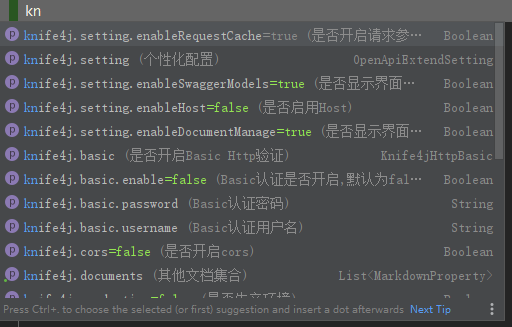 kn
knife4j.setting.enableRequestCache=true (是否开启请求参… Boolean
knife4j.setting (个性化配置) OpenApiExtendSetting
knife4j.setting.enableSwaggerModels=true (是否显示界面… Boolean
knife4j.setting.enableHost=false (是否启用Host) Boolean
knife4j.setting.enableDocumentManage=true (是否显示界面… Boolean
knife4j.basic (是否开启Basic Http验证) Knife4jHttpBasic
knife4j.basic.enable=false (Basic认证是否开启,默认为fal… Boolean
knife4j.basic.password (Basic认证密码) String
knife4j.basic.username (Basic认证用户名) String
knife4j.cors=false (是否开启cors) Boolean
knife4j.documents (其他文档集合) List<MarkdownProperty>
Press Ctrl+. to choose the selected (or first) suggestion and insert a dot afterwards Next Tip